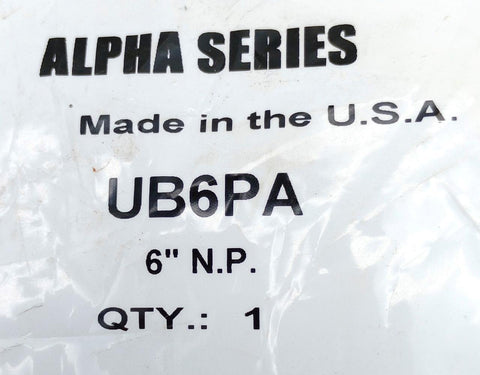 ALPHA SERIES
Made in the U.S.A.
UB6PA
6" N.P.
QTY.: 1